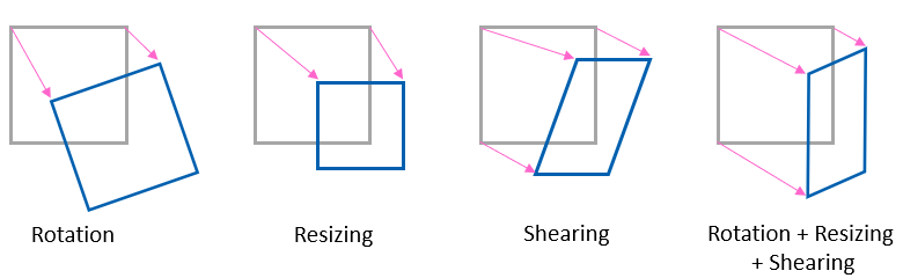 Rotation
Resizing
Shearing
Rotation + Resizing
+ Shearing